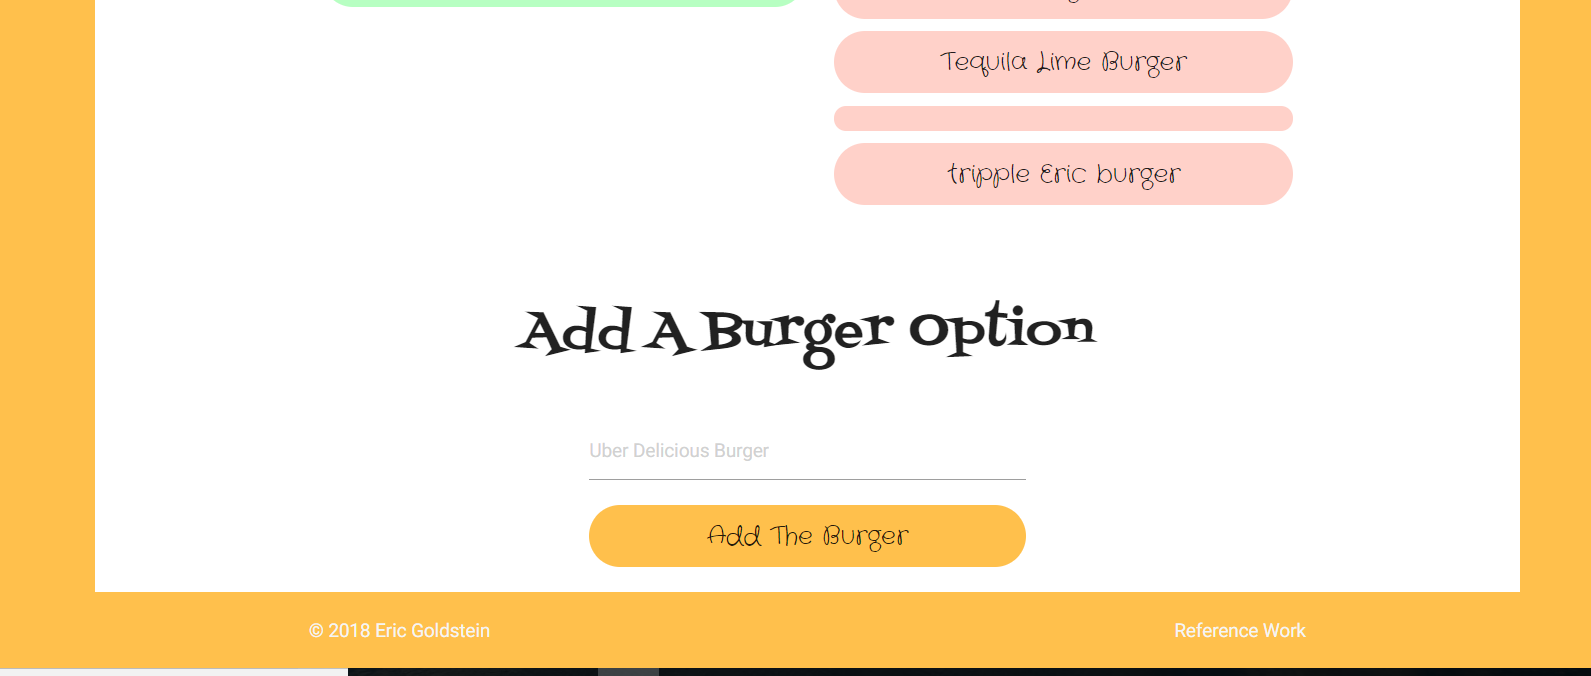 Tequila Lime Burger
tripple Eric burger
Add A Burger Option
Uber Delicious Burger
Add The Burger
© 2018 Eric Goldstein
Reference Work